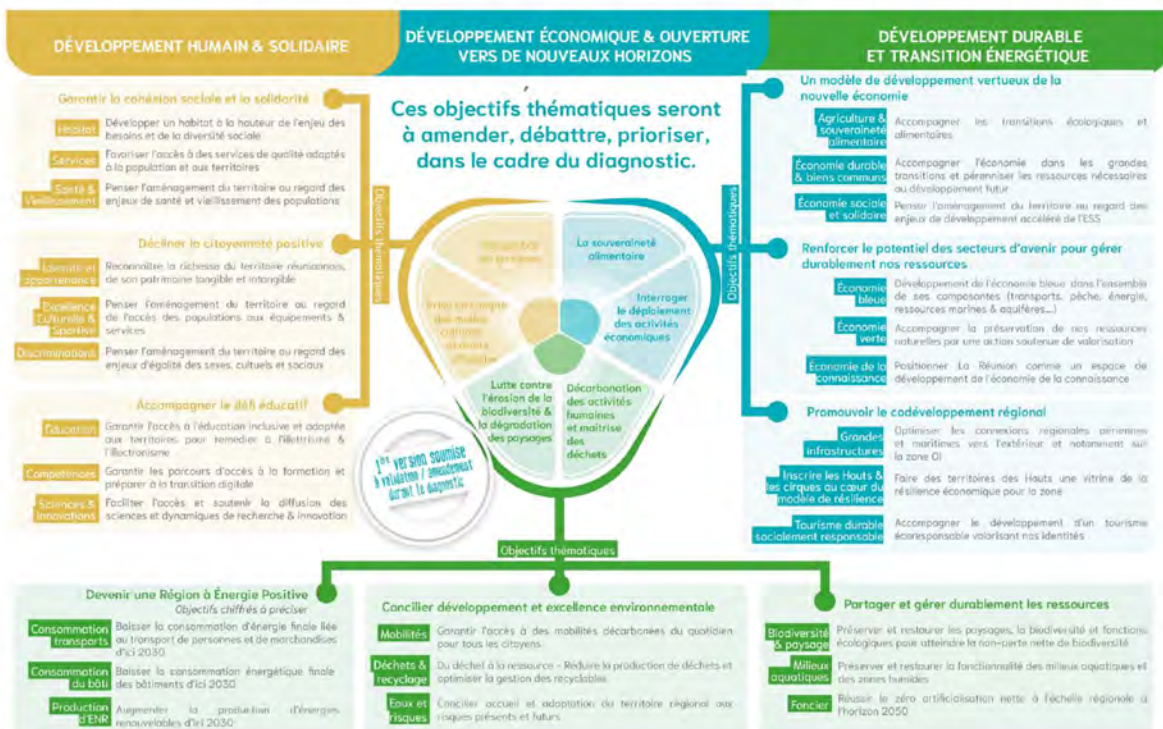 DÉVELOPPEMENT HUMAIN & SOLIDAIRE
DÉVELOPPEMENT ÉCONOMIQUE & OUVERTURE
VERS DE NOUVEAUX HORIZONS
DÉVELOPPEMENT DURABLE
ET TRANSITION ÉNERGÉTIQUE
Garantir la cohésion sociale et la solidarité
Habitat
Développer un habitat à la hauteur de l'enjeu des
besoins et de la diversité sociale
Services
Favoriser l'accès à des services de qualité adaptés
à la population et aux territoires
Santé &
Vieillissement
Penser l'aménagement du territoire au regard des
enjeux de santé et vieillissement des populations
Décliner la citoyenneté positive
Identité et
appartenance
Reconnaître la richesse du territoire réunionnais,
de son patrimoine tangible et intangible
Excellence
Culturelle &
Sportive
Penser l'aménagement du territoire au regard
de l'accès des populations aux équipements &
services
Discriminations
Penser l'aménagement du territoire au regard des
enjeux d'égalité des sexes, culturels et sociaux
Accompagner le défi éducatif
Éducation
Garantir l'accès à l'éducation inclusive et adaptée
aux territoires pour remédier à l'illettrisme &
l'illectronisme
Compétences
Garantir les parcours d'accès à la formation et
préparer à la transition digitale
Sciences &
Innovations
Faciliter l'accès et soutenir la diffusion des
sciences et dynamiques de recherche & innovation
Objectifs thématiques
Ces objectifs thématiques seront
à amender, débattre, prioriser,
dans le cadre du diagnostic.
La souveraineté
alimentaire
Interroger
le déploiement
des activités
économiques
Lutte contre
l'érosion de la
biodiversité &
la dégradation
des paysages
Décarbonation
des activités
humaines
et maitrise
des
déchets
1ère version soumise
à validation / amendement
durant le diagnostic
Objectifs thématiques
Un modèle de développement vertueux de la
nouvelle économie
Agriculture &
souveraineté
alimentaire
Accompagner les transitions écologiques et
alimentaires
Économie durable
& biens communs
Accompagner l'économie dans les grandes
transitions et pérenniser les ressources nécessaires
au développement futur
Économie sociale
et solidaire
Penser l'aménagement du territoire au regard des
enjeux de développement accéléré de l'ESS
Renforcer le potentiel des secteurs d'avenir pour gérer
durablement nos ressources
Économie
bleue
Développement de l'économie bleue dans l'ensemble
de ses composantes (transports, pêche, énergie,
ressources marines & aquifères...)
Économie
verte
Accompagner la préservation de nos ressources
naturelles par une action soutenue de valorisation
Économie de la
connaissance
Positionner La Réunion comme un espace de
développement de l'économie de la connaissance
Promouvoir le codéveloppement régional
Grandes
infrastructures
Optimiser les connexions régionales aériennes
et maritimes vers l'extérieur et notamment sur
la zone OI
Inscrire les Hauts &
les cirques au cœur du
modèle de résilience
Faire des territoires des Hauts une vitrine de la
résilience économique pour la zone
Tourisme durable
socialement responsable
Accompagner le développement d'un tourisme
écoresponsable valorisant nos identités
Objectifs thématiques
Devenir une Région à Énergie Positive
Objectifs chiffrés à préciser
Consommation
transports
Baisser la consommation d'énergie finale liée
au transport de personnes et de marchandises
d'ici 2030
Consommation
du bâti
Baisser la consommation énergétique finale
des bâtiments d'ici 2030
Production
d'ENR
Augmenter la production d'énergies
renouvelables d'ici 2030
Concilier développement et excellence environnementale
Mobilités
Garantir l'accès à des mobilités décarbonées du quotidien
pour tous les citoyens
Déchets &
recyclage
Du déchet à la ressource – Réduire la production de déchets et
optimiser la gestion des recyclables
Eaux et
risques
Concilier accueil et adaptation du territoire régional aux
risques présents et futurs
Partager et gérer durablement les ressources
Biodiversité
& paysage
Préserver et restaurer les paysages, la biodiversité et fonctions
écologiques pour atteindre la non-perte nette de biodiversité
Milieux
aquatiques
Préserver et restaurer la fonctionnalité des milieux aquatiques et
des zones humides
Foncier
Réussir le zéro artificialisation nette à l'échelle régionale à
l'horizon 2050